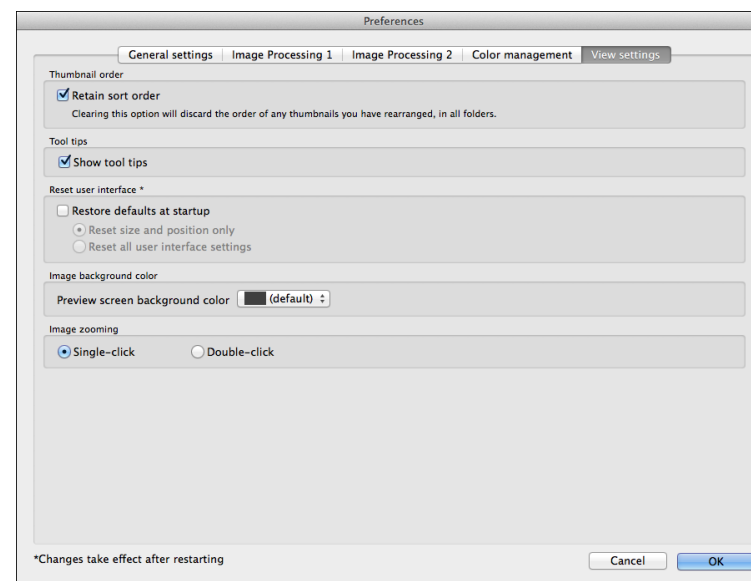 Preferences
General settings Image Processing 1 Image Processing 2 Color management View settings
Thumbnail order
Retain sort order
Clearing this option will discard the order of any thumbnails you have rearranged, in all folders.
Tool tips
Show tool tips
Reset user interface *
Restore defaults at startup
Reset size and position only
Reset all user interface settings
Image background color
Preview screen background color (default)
Image zooming
Single-click Double-click
*Changes take effect after restarting Cancel OK